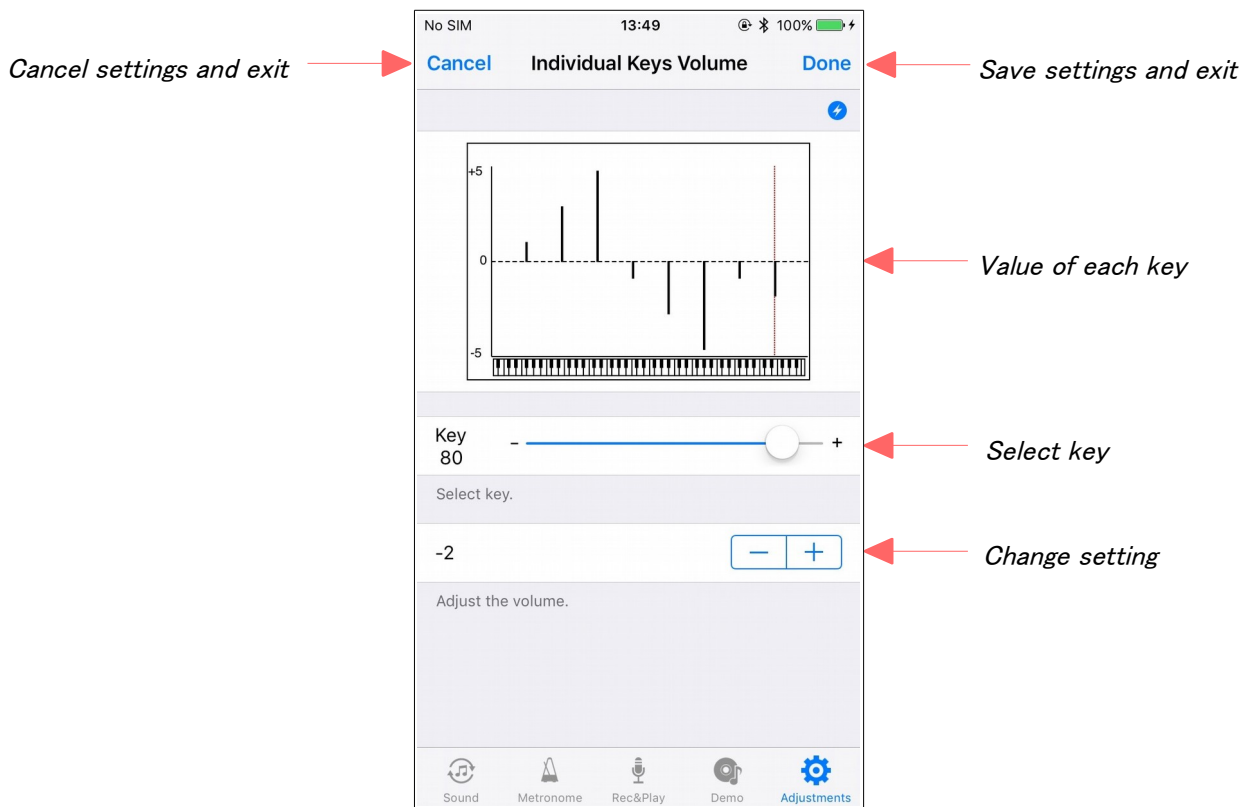 No SIM 13:49 100%
Cancel settings and exit
Cancel Individual Keys Volume Done
Save settings and exit
+5
0
-5
Value of each key
Key
80
- +
Select key
Select key.
-2 − +
Change setting
Adjust the volume.
Sound Metronome Rec&Play Demo Adjustments